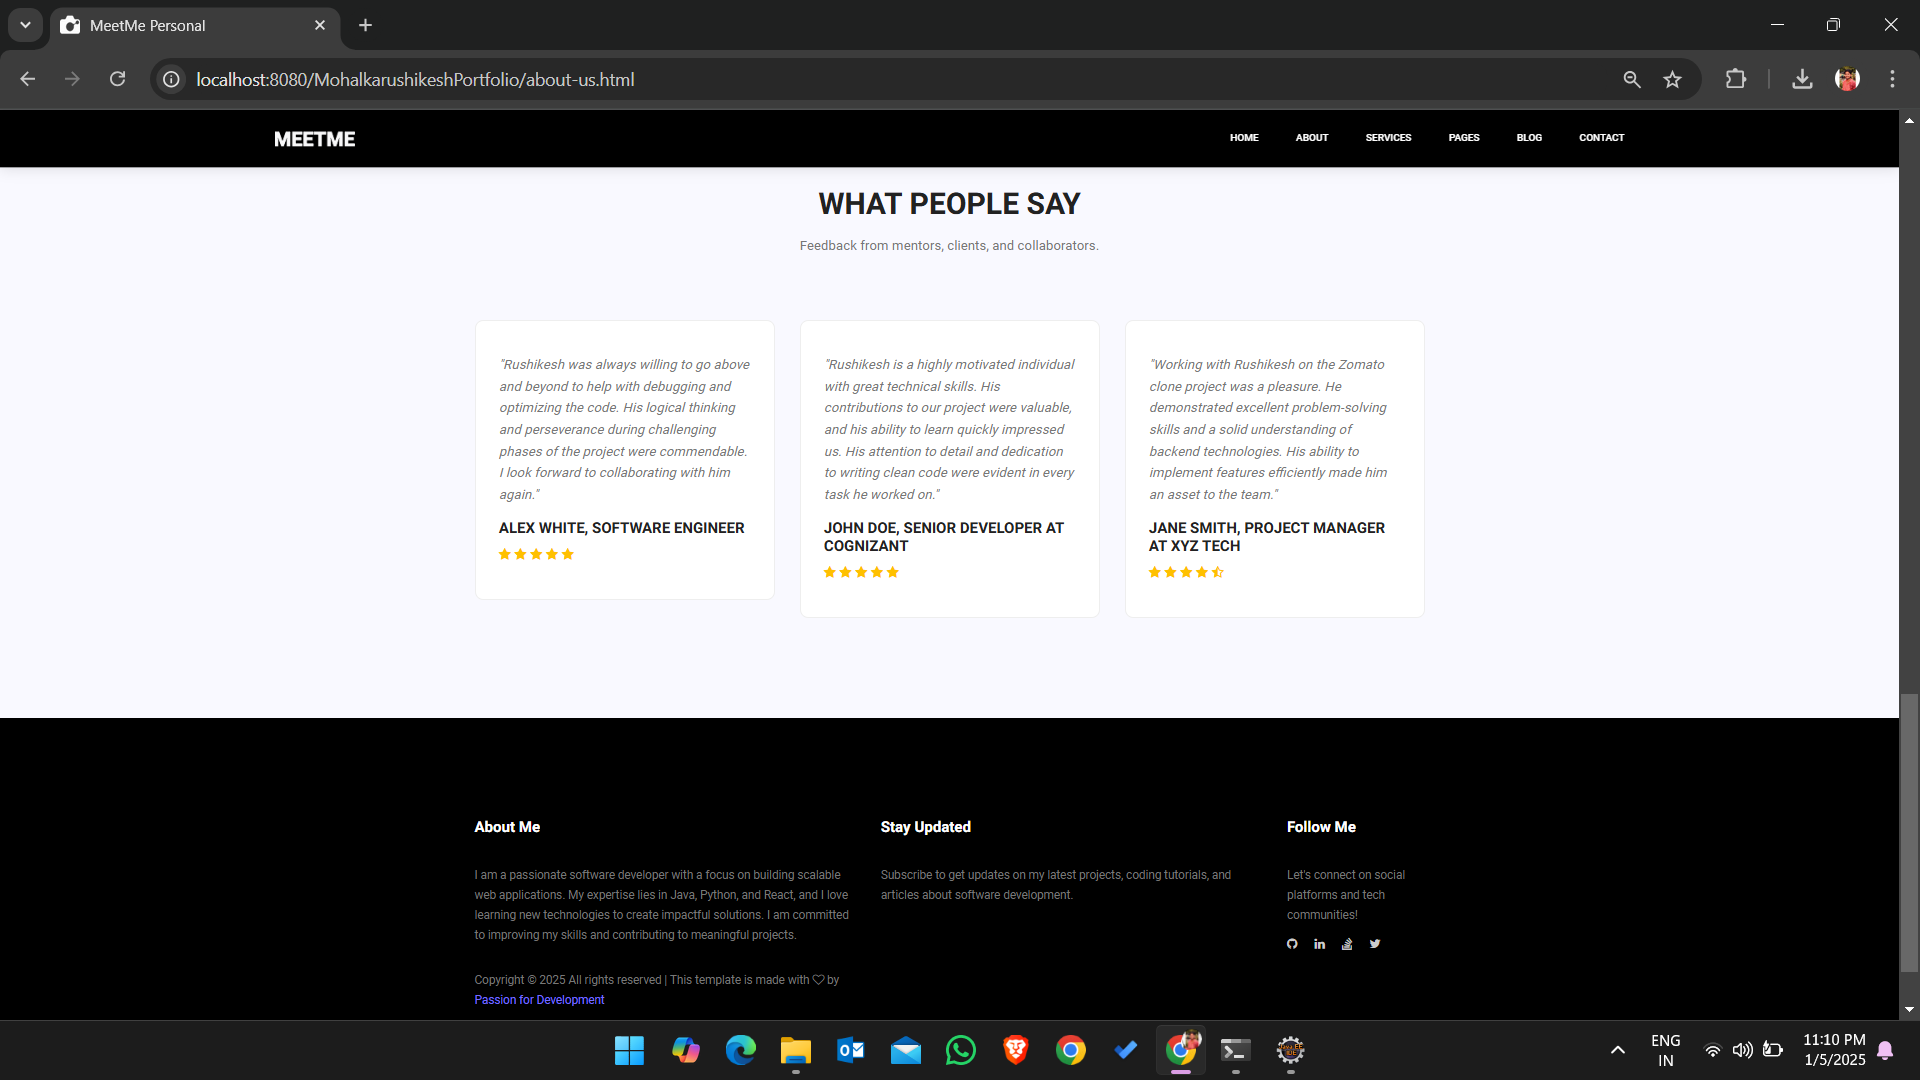 MeetMe Personal
localhost:8080/MohalkarushikeshPortfolio/about-us.html
MEETME
HOME
ABOUT
SERVICES
PAGES
BLOG
CONTACT
WHAT PEOPLE SAY
Feedback from mentors, clients, and collaborators.
"Rushikesh was always willing to go above
and beyond to help with debugging and
optimizing the code. His logical thinking
and perseverance during challenging
phases of the project were commendable.
I look forward to collaborating with him
again."
ALEX WHITE, SOFTWARE ENGINEER
"Rushikesh is a highly motivated individual
with great technical skills. His
contributions to our project were valuable,
and his ability to learn quickly impressed
us. His attention to detail and dedication
to writing clean code were evident in every
task he worked on."
JOHN DOE, SENIOR DEVELOPER AT
COGNIZANT
"Working with Rushikesh on the Zomato
clone project was a pleasure. He
demonstrated excellent problem-solving
skills and a solid understanding of
backend technologies. His ability to
implement features efficiently made him
an asset to the team."
JANE SMITH, PROJECT MANAGER
AT XYZ TECH
About Me
I am a passionate software developer with a focus on building scalable
web applications. My expertise lies in Java, Python, and React, and I love
learning new technologies to create impactful solutions. I am committed
to improving my skills and contributing to meaningful projects.
Copyright © 2025 All rights reserved | This template is made with ♡ by
Passion for Development
Stay Updated
Subscribe to get updates on my latest projects, coding tutorials, and
articles about software development.
Follow Me
Let's connect on social
platforms and tech
communities!
ENG
IN
11:10 PM
1/5/2025